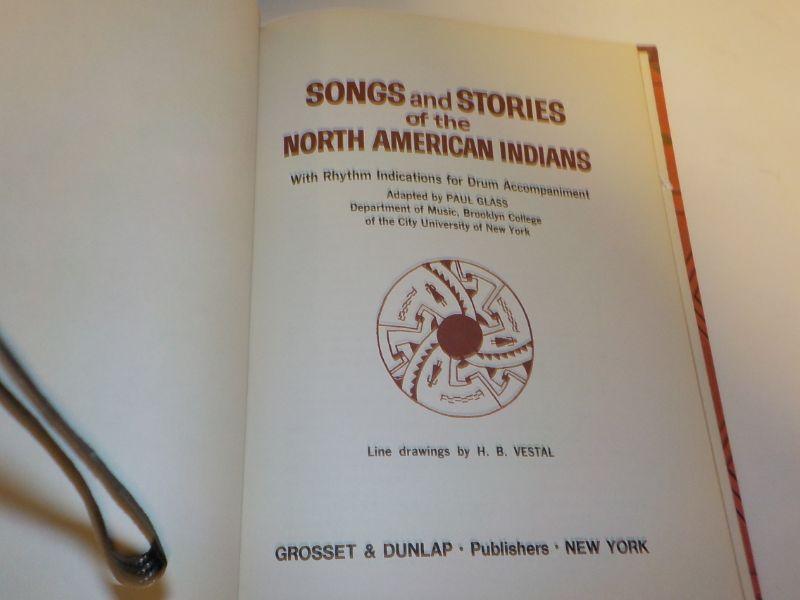 SONGS and STORIES
of the
NORTH AMERICAN INDIANS
With Rhythm Indications for Drum Accompaniment
Adapted by PAUL GLASS
Department of Music, Brooklyn College
of the City University of New York
Line drawings by H. B. VESTAL
GROSSET & DUNLAP · Publishers · NEW YORK